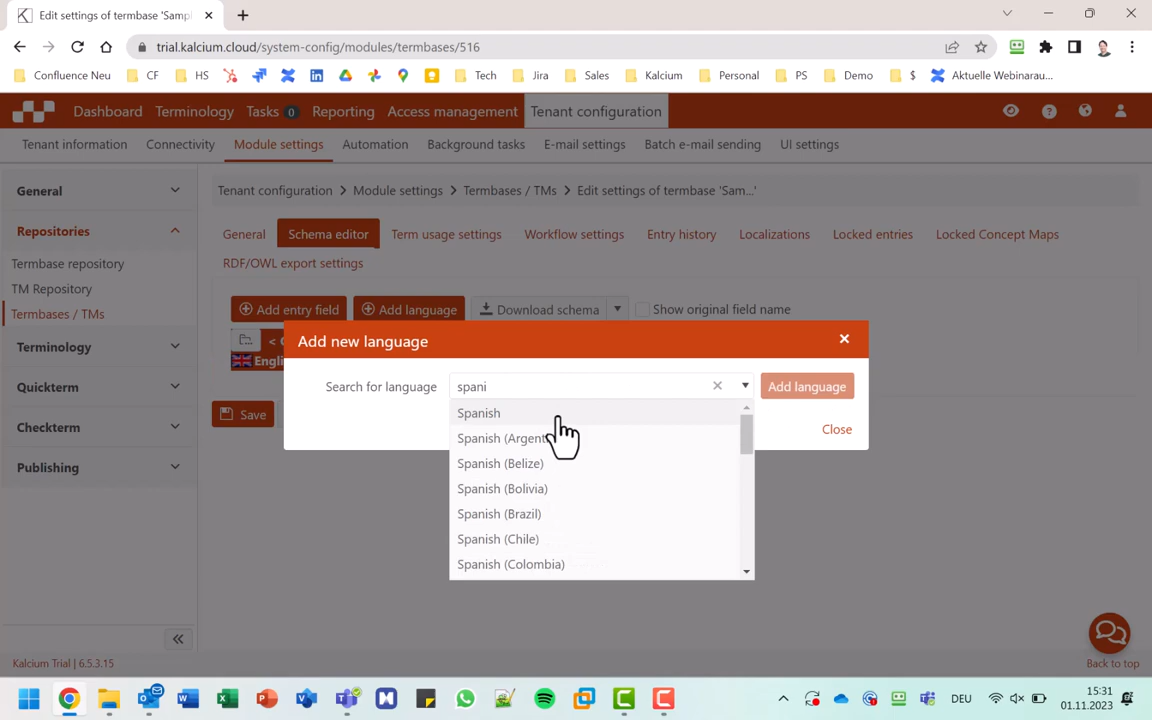 Edit settings of termbase 'Sampl
trial.kalcium.cloud/system-config/modules/termbases/516
Confluence Neu CF HS Tech Jira Sales Kalcium Personal PS Demo $ Aktuelle Webinarau...
Dashboard Terminology Tasks 0 Reporting Access management Tenant configuration
Tenant information Connectivity Module settings Automation Background tasks E-mail settings Batch e-mail sending UI settings
General
Repositories
Termbase repository
TM Repository
Termbases / TMs
Terminology
Quickterm
Checkterm
Publishing
Tenant configuration > Module settings > Termbases / TMs > Edit settings of termbase 'Sam...'
General Schema editor Term usage settings Workflow settings Entry history Localizations Locked entries Locked Concept Maps
RDF/OWL export settings
Add entry field Add language Download schema Show original field name
Save
Add new language
Search for language spani Add language
Spanish
Spanish (Argent
Spanish (Belize)
Spanish (Bolivia)
Spanish (Brazil)
Spanish (Chile)
Spanish (Colombia)
Close
Kalcium Trial | 6.5.3.15
Back to top
DEU
15:31
01.11.2023